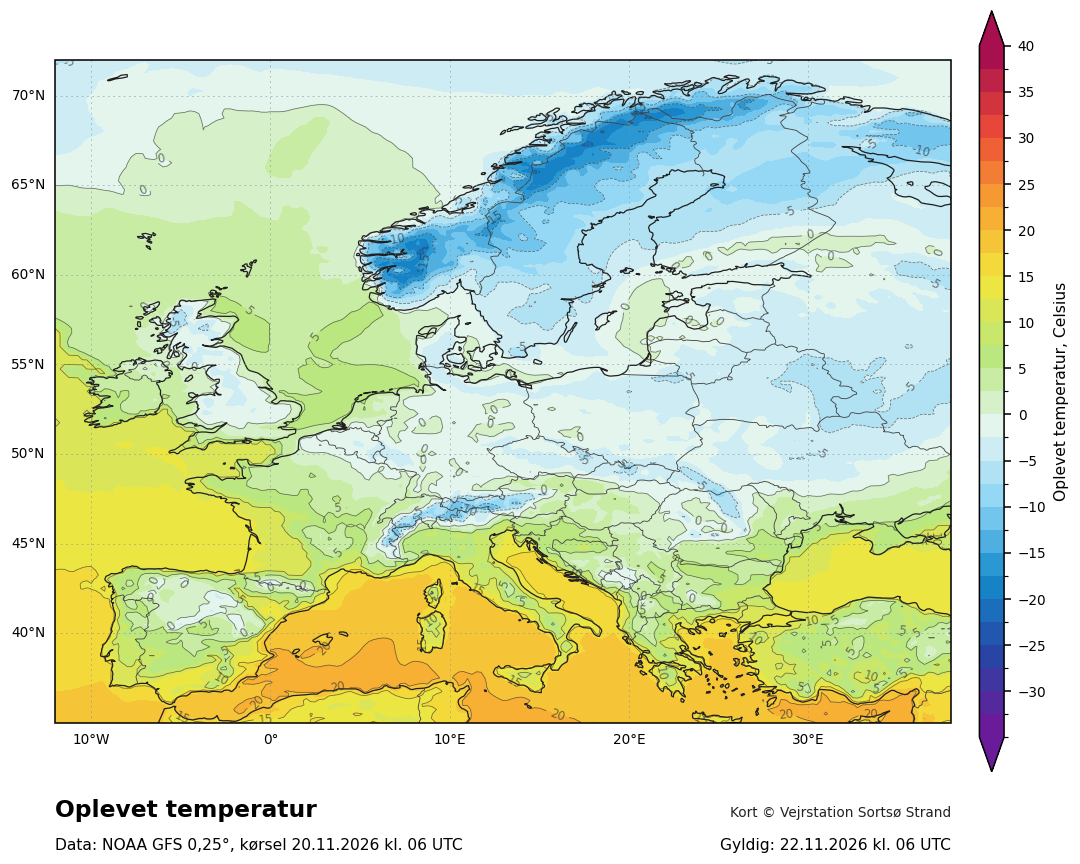 70°N
65°N
60°N
55°N
50°N
45°N
40°N
10°W
0°
10°E
20°E
30°E
40
35
30
25
20
15
10
5
0
−5
−10
−15
−20
−25
−30
Oplevet temperatur, Celsius
Oplevet temperatur
Kort © Vejrstation Sortsø Strand
Data: NOAA GFS 0,25°, kørsel 20.11.2026 kl. 06 UTC
Gyldig: 22.11.2026 kl. 06 UTC